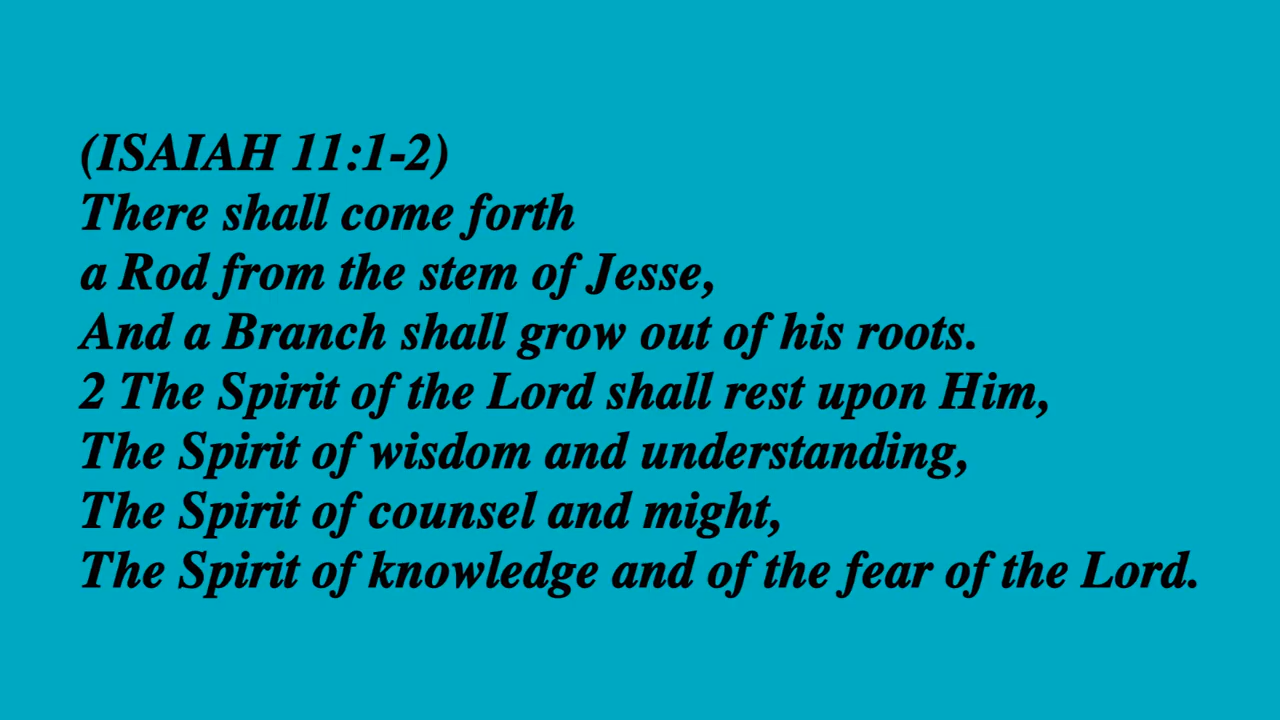 (ISAIAH 11:1-2)
There shall come forth
a Rod from the stem of Jesse,
And a Branch shall grow out of his roots.
2 The Spirit of the Lord shall rest upon Him,
The Spirit of wisdom and understanding,
The Spirit of counsel and might,
The Spirit of knowledge and of the fear of the Lord.